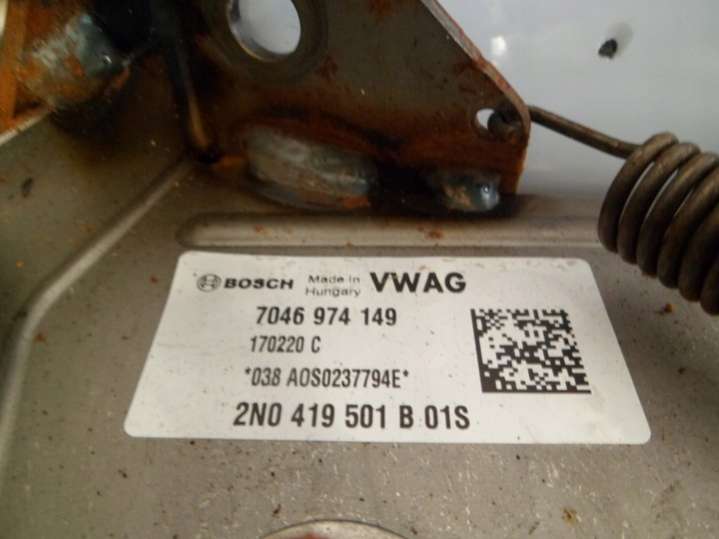 BOSCH Made in Hungary VWAG
7046 974 149
170220 C
*038 AOS0237794E*
2N0 419 501 B 01S